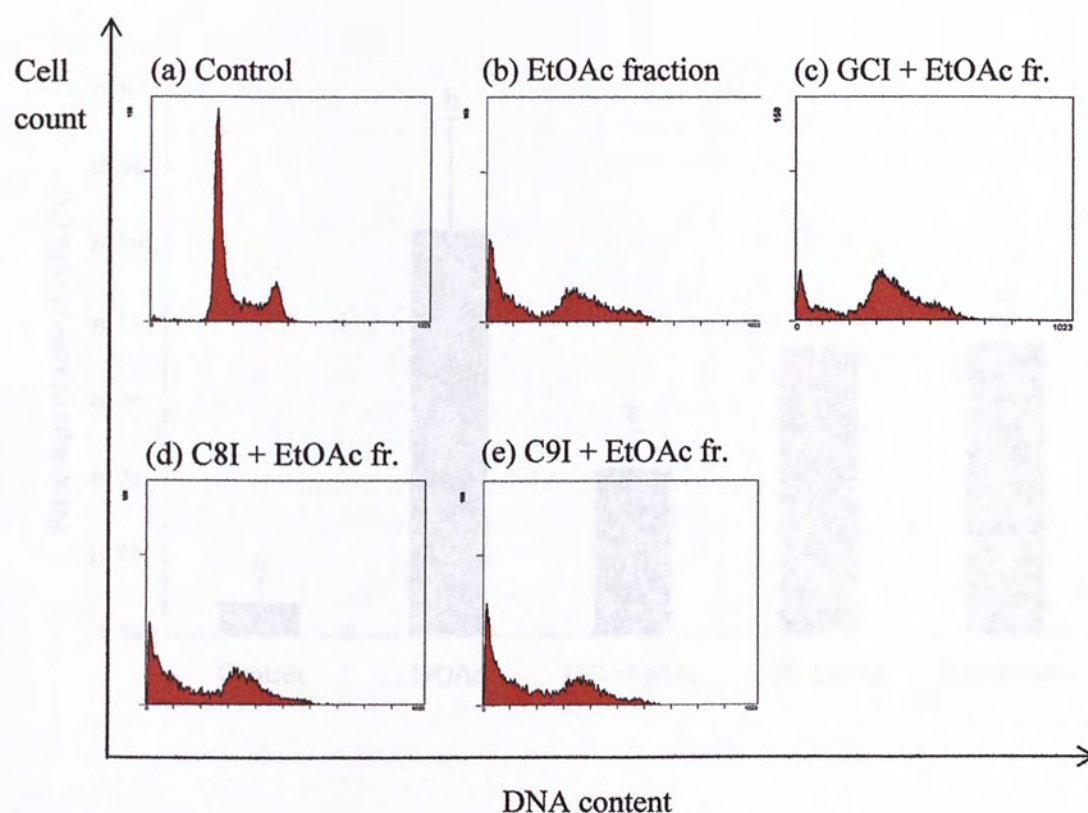 Cell
count
(a) Control
(b) EtOAc fraction
(c) GCI + EtOAc fr.
150
0
1023
(d) C8I + EtOAc fr.
(e) C9I + EtOAc fr.
DNA content